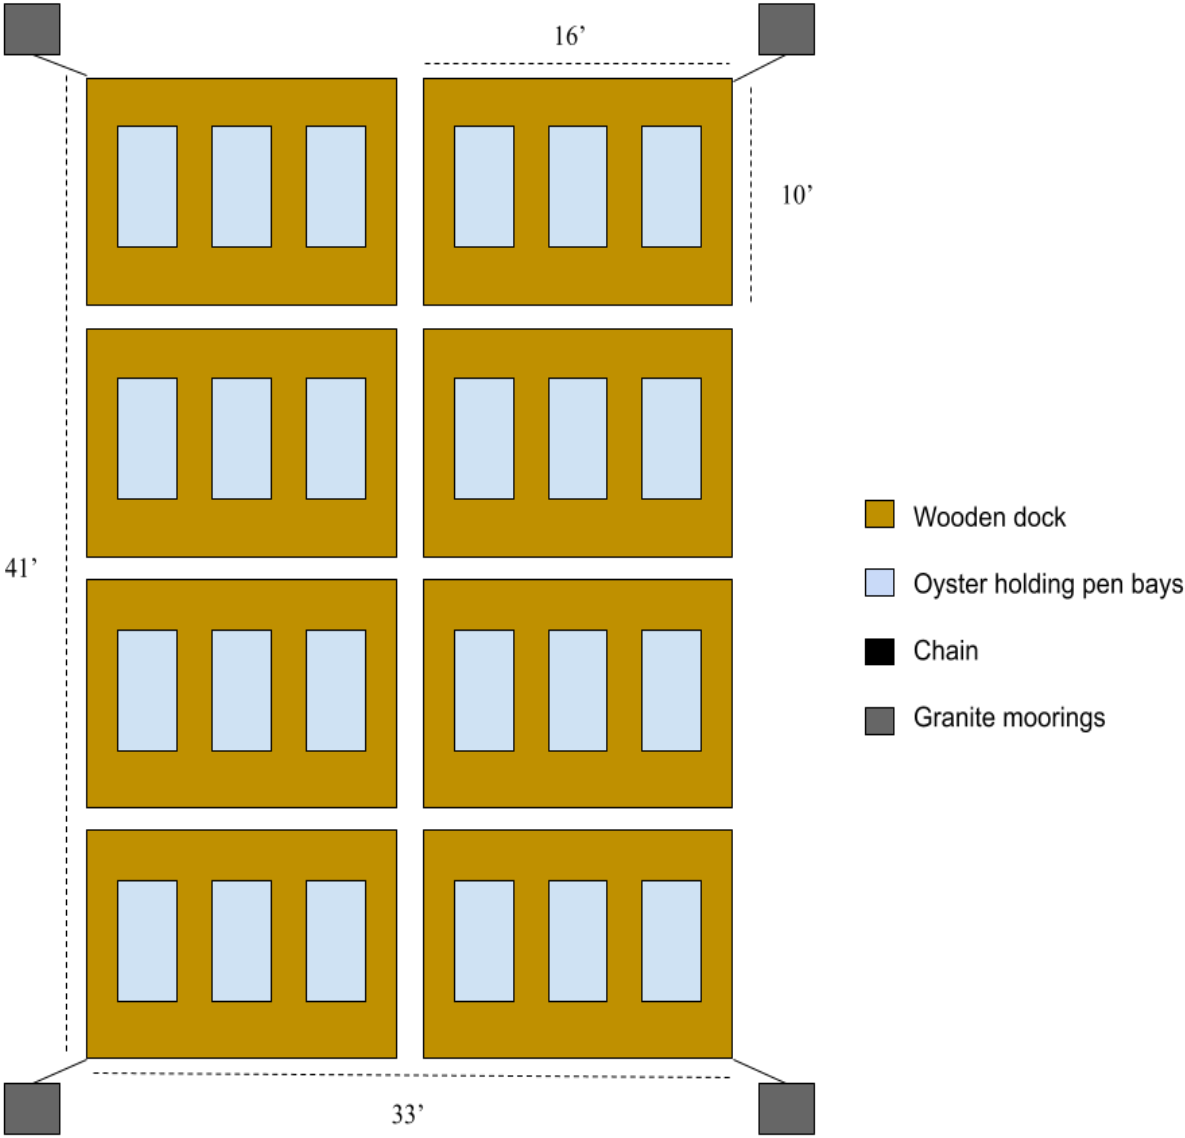 16’
10’
41’
Wooden dock
Oyster holding pen bays
Chain
Granite moorings
33’